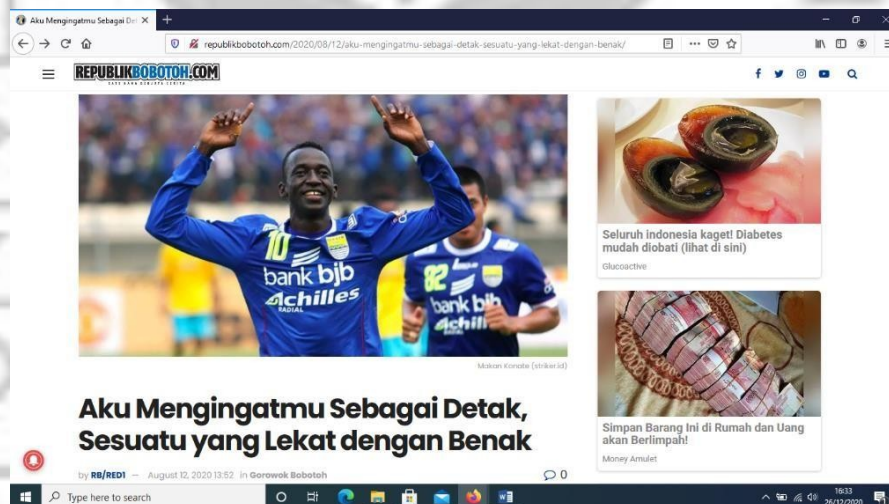 Aku Mengingatmu Sebagai De
republikbobotoh.com/2020/08/12/aku-mengingatmu-sebagai-detak-sesuatu-yang-lekat-dengan-benak/
REPUBLIKBOBOTOH.COM
10
bank bjb
Achilles
RADIAL
82
bank bjb
Achill
Makan Konate (striker.id)
Aku Mengingatmu Sebagai Detak,
Sesuatu yang Lekat dengan Benak
by RB/RED1 — August 12, 2020 13:52 in Gorowok Bobotoh
0
Seluruh indonesia kaget! Diabetes
mudah diobati (lihat di sini)
Glucoactive
Simpan Barang Ini di Rumah dan Uang
akan Berlimpah!
Money Amulet
Type here to search
16:33
26/12/2020